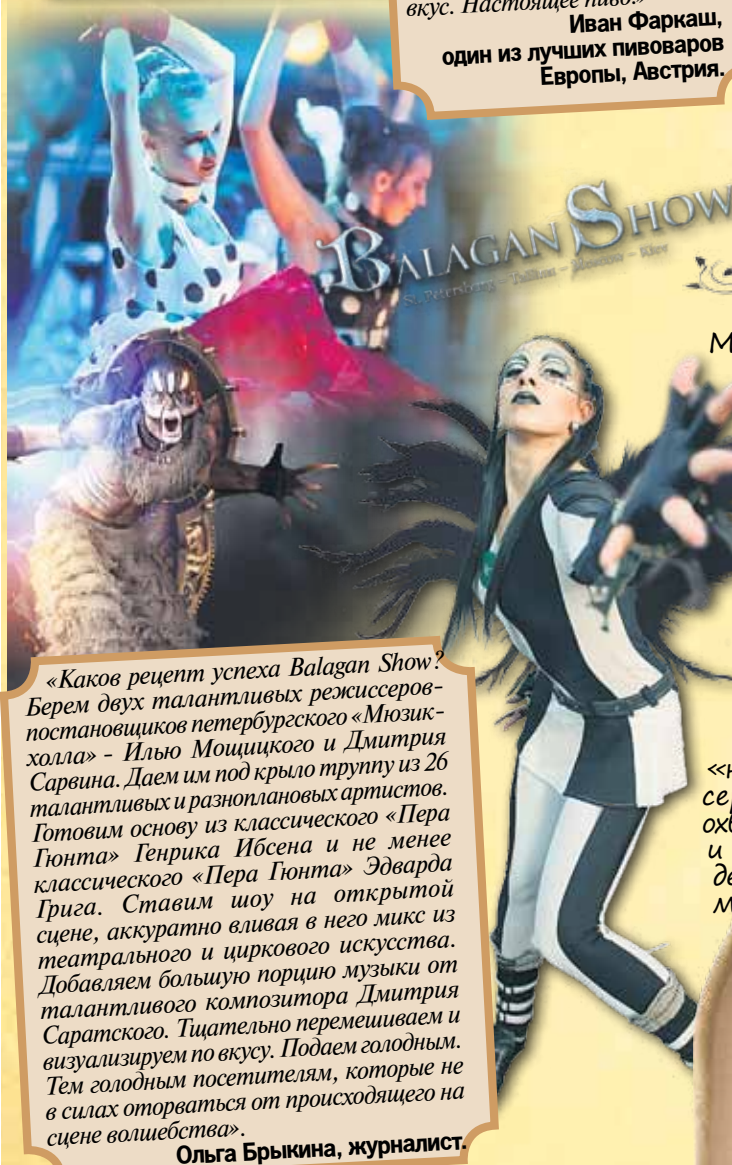 вкус. Настоящее пиво!»
Иван Фаркаш,
один из лучших пивоваров
Европы, Австрия.
BALAGAN SHOW
St. Petersburg – Tallinn – Moscow – Kiev
«Каков рецепт успеха Balagan Show?
Берем двух талантливых режиссеров-
постановщиков петербургского «Мюзик-
холла» - Илью Мощицкого и Дмитрия
Сарвина. Даем им под крыло труппу из 26
талантливых и разноплановых артистов.
Готовим основу из классического «Пера
Гюнта» Генрика Ибсена и не менее
классического «Пера Гюнта» Эдварда
Грига. Ставим шоу на открытой
сцене, аккуратно вливая в него микс из
театрального и циркового искусства.
Добавляем большую порцию музыки от
талантливого композитора Дмитрия
Саратского. Тщательно перемешиваем и
визуализируем по вкусу. Подаем голодным.
Тем голодным посетителям, которые не
в силах оторваться от происходящего на
сцене волшебства».
Ольга Брыкина, журналист.